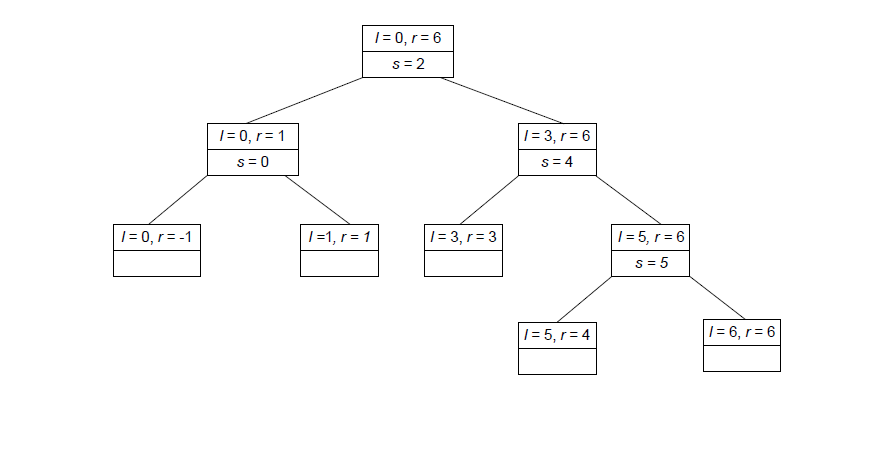 l = 0, r = 6
s = 2
l = 0, r = 1
s = 0
l = 3, r = 6
s = 4
l = 0, r = -1
l =1, r = 1
l = 3, r = 3
l = 5, r = 6
s = 5
l = 5, r = 4
l = 6, r = 6